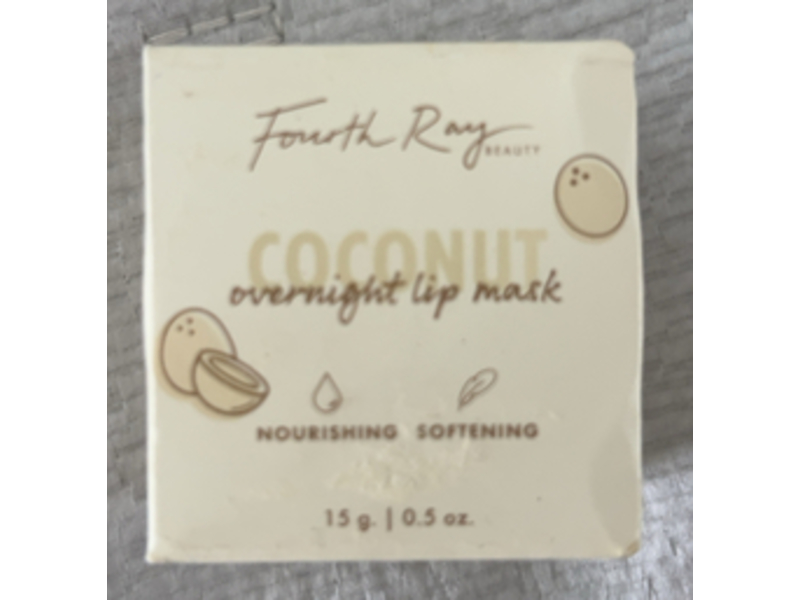 Fourth Ray
BEAUTY
COCONUT
overnight lip mask
NOURISHING SOFTENING
15 g. | 0.5 oz.